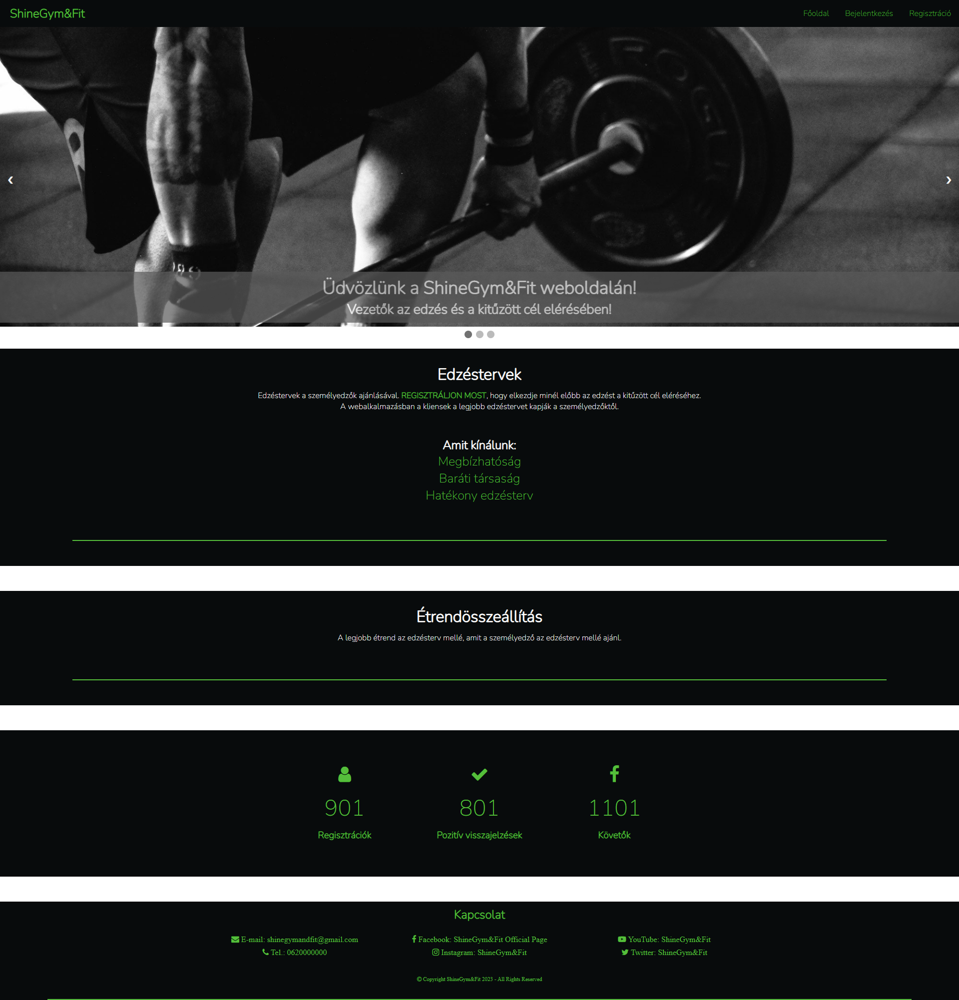 ShineGym&Fit
Főoldal Bejelentkezés Regisztráció
‹ ›
Üdvözlünk a ShineGym&Fit weboldalán!
Vezetők az edzés és a kitűzött cél elérésében!
Edzéstervek
Edzéstervek a személyedzők ajánlásával. REGISZTRÁLJON MOST, hogy elkezdje minél előbb az edzést a kitűzött cél eléréséhez.
A webalkalmazásban a kliensek a legjobb edzéstervet kapják a személyedzőktől.
Amit kínálunk:
Megbízhatóság
Baráti társaság
Hatékony edzésterv
Étrendösszeállítás
A legjobb étrend az edzésterv mellé, amit a személyedző az edzésterv mellé ajánl.
901 801 1101
Regisztrációk Pozitív visszajelzések Követők
Kapcsolat
E-mail: shinegymandfit@gmail.com Facebook: ShineGym&Fit Official Page YouTube: ShineGym&Fit
Tel.: 0620000000 Instagram: ShineGym&Fit Twitter: ShineGym&Fit
© Copyright ShineGym&Fit 2023 - All Rights Reserved